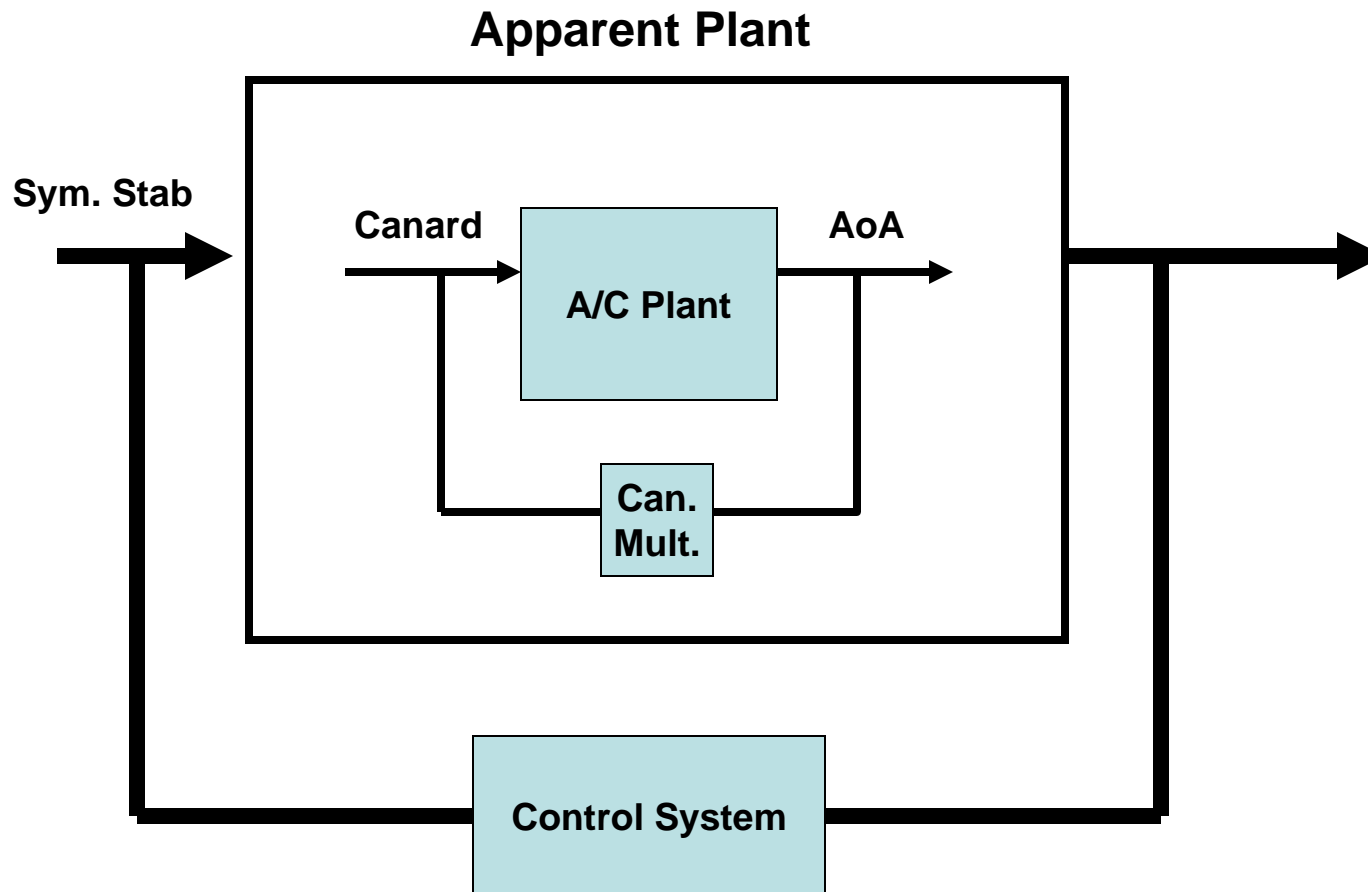 Apparent Plant
Sym. Stab
Canard
AoA
A/C Plant
Can.
Mult.
Control System